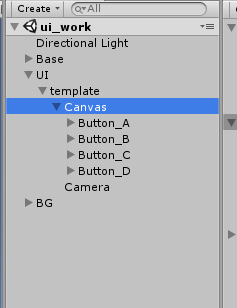 Create All
ui_work
Directional Light
Base
UI
template
Canvas
Button_A
Button_B
Button_C
Button_D
Camera
BG